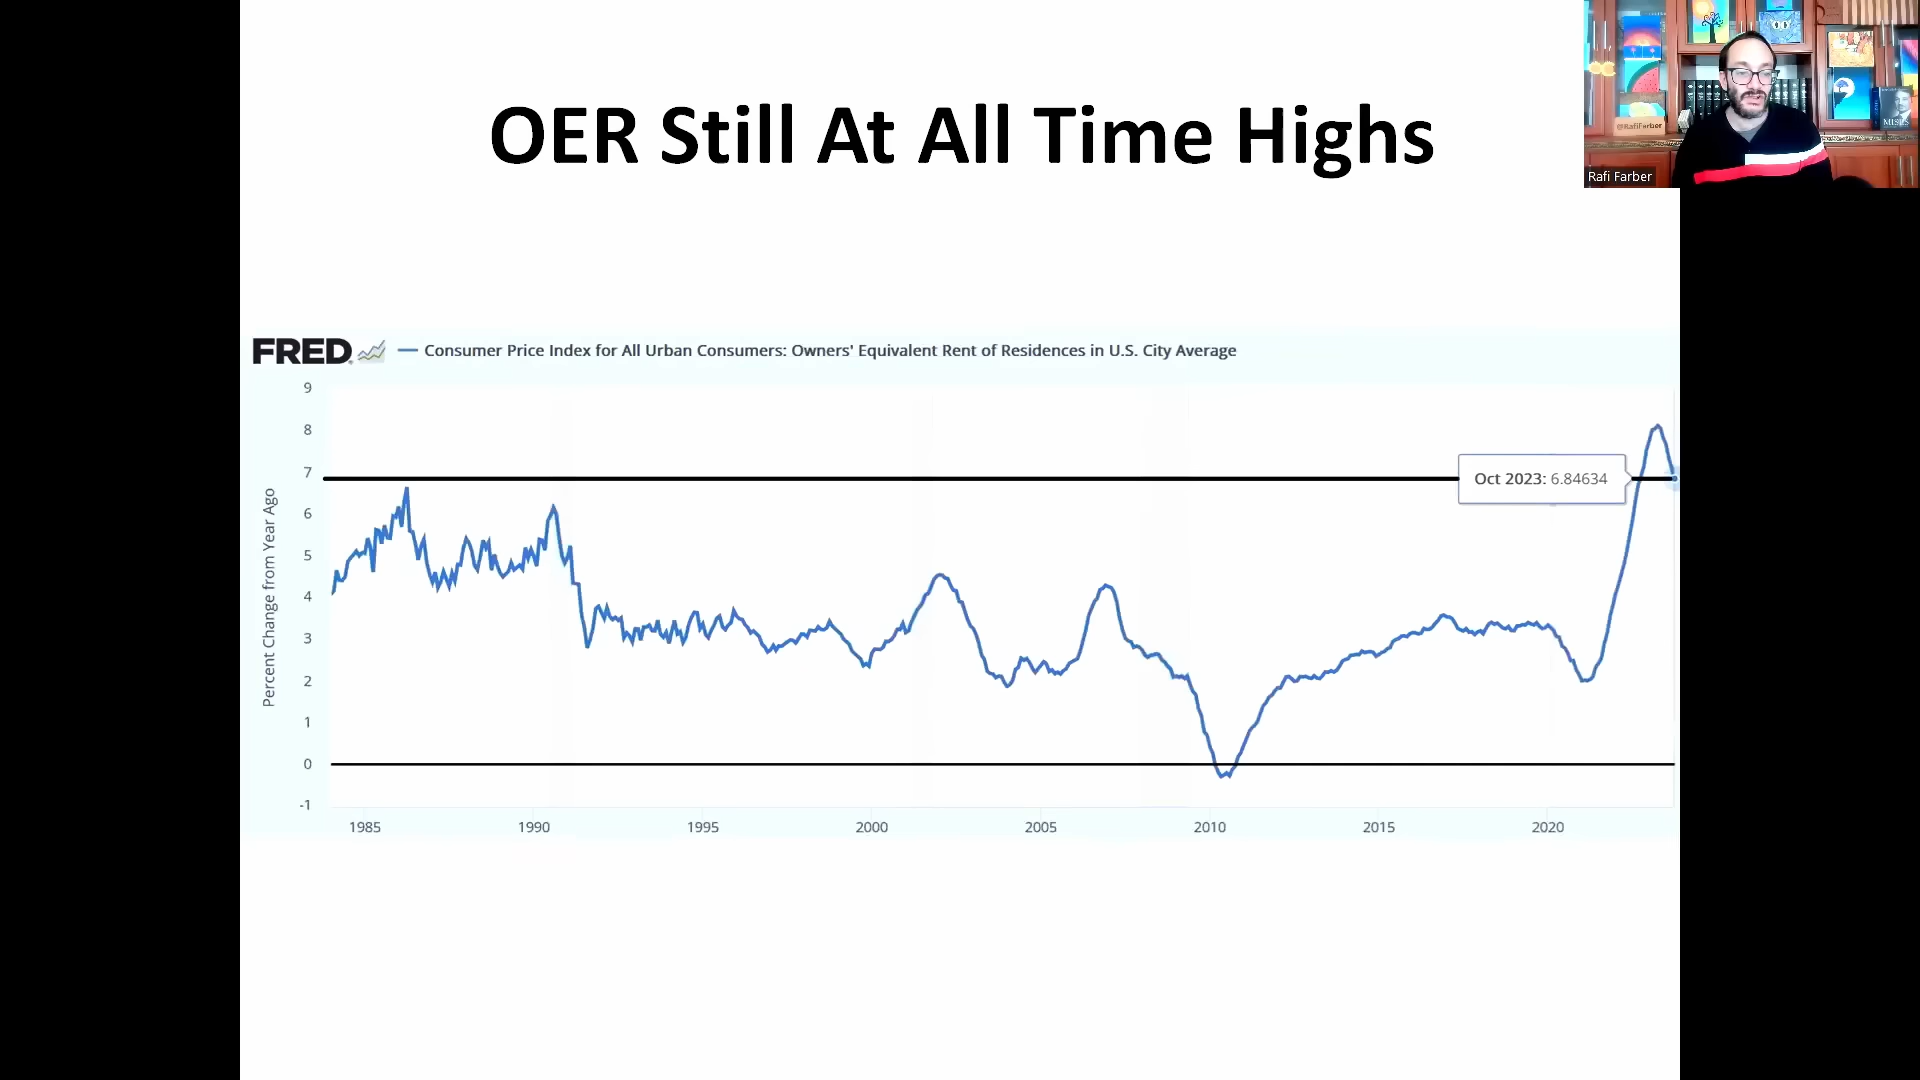 OER Still At All Time Highs
@RafiFarber
MISES
Rafi Farber
FRED
Consumer Price Index for All Urban Consumers: Owners' Equivalent Rent of Residences in U.S. City Average
Percent Change from Year Ago
9
8
7
6
5
4
3
2
1
0
-1
Oct 2023: 6.84634
1985 1990 1995 2000 2005 2010 2015 2020